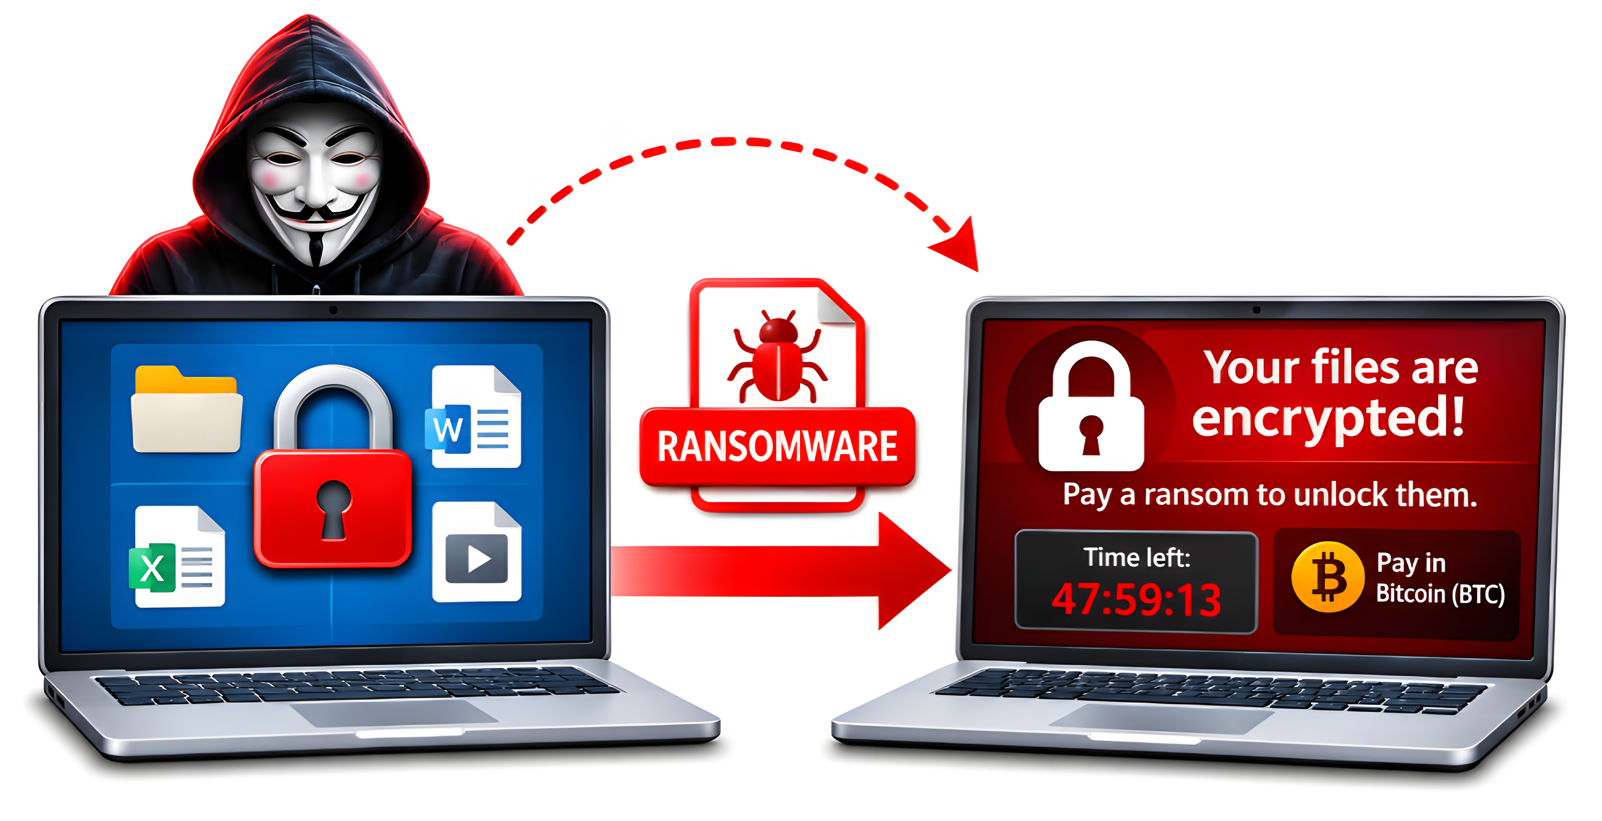 W
X
RANSOMWARE
Your files are
encrypted!
Pay a ransom to unlock them.
Time left:
47:59:13
Pay in
Bitcoin (BTC)